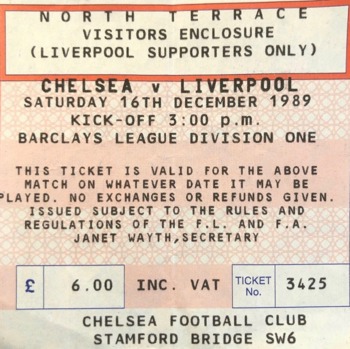 NORTH TERRACE
VISITORS ENCLOSURE
(LIVERPOOL SUPPORTERS ONLY)
CHELSEA v LIVERPOOL
SATURDAY 16TH DECEMBER 1989
KICK-OFF 3:00 p.m.
BARCLAYS LEAGUE DIVISION ONE
THIS TICKET IS VALID FOR THE ABOVE
MATCH ON WHATEVER DATE IT MAY BE
PLAYED. NO EXCHANGES OR REFUNDS GIVEN.
ISSUED SUBJECT TO THE RULES AND
REGULATIONS OF THE F.L. AND F.A.
JANET WAYTH,SECRETARY
£ 6.00 INC. VAT TICKET No. 3425
CHELSEA FOOTBALL CLUB
STAMFORD BRIDGE SW6